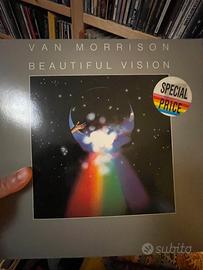 VAN MORRISON
BEAUTIFUL VISION
SPECIAL
PRICE
subito